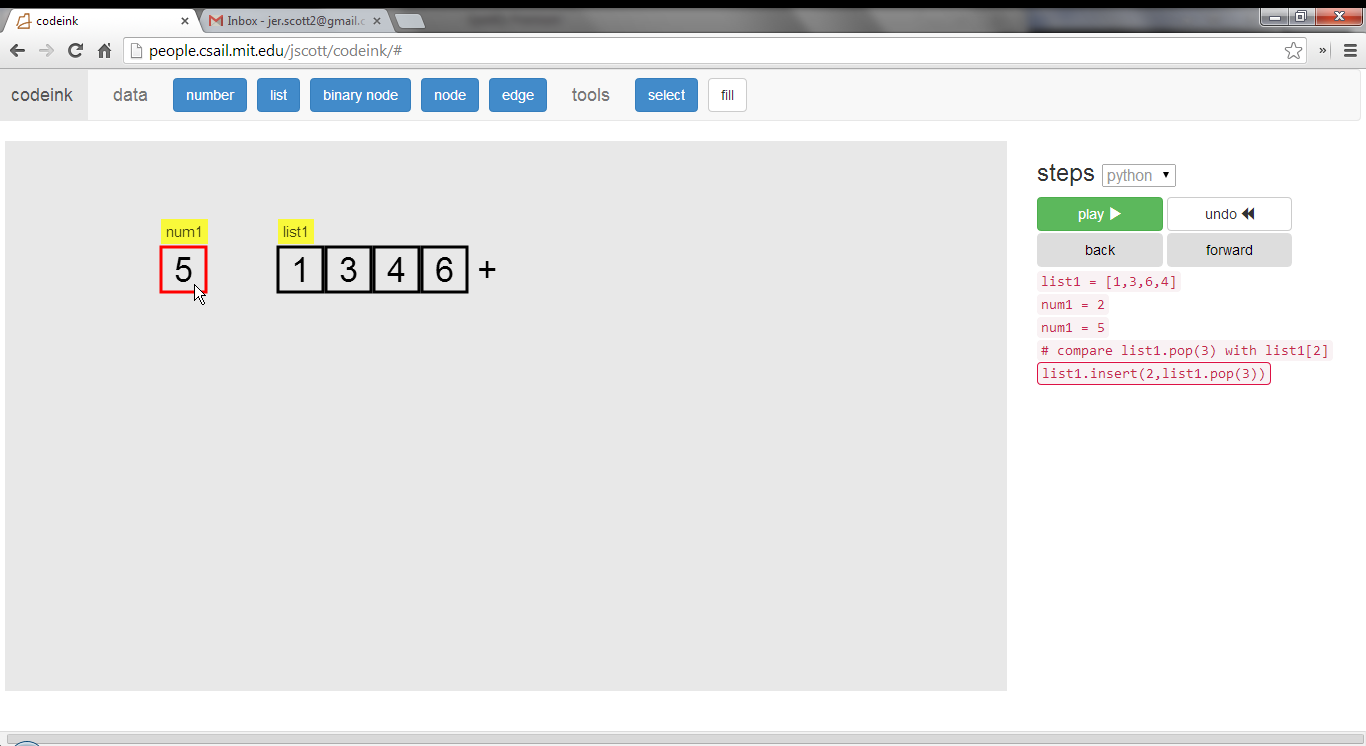 codeink
Inbox - jer.scott2@gmail.c
people.csail.mit.edu/jscott/codeink/#
codeink data number list binary node node edge tools select fill
steps python
play undo
back forward
num1 list1
5 1 3 4 6 +
list1 = [1,3,6,4]
num1 = 2
num1 = 5
# compare list1.pop(3) with list1[2]
list1.insert(2,list1.pop(3))